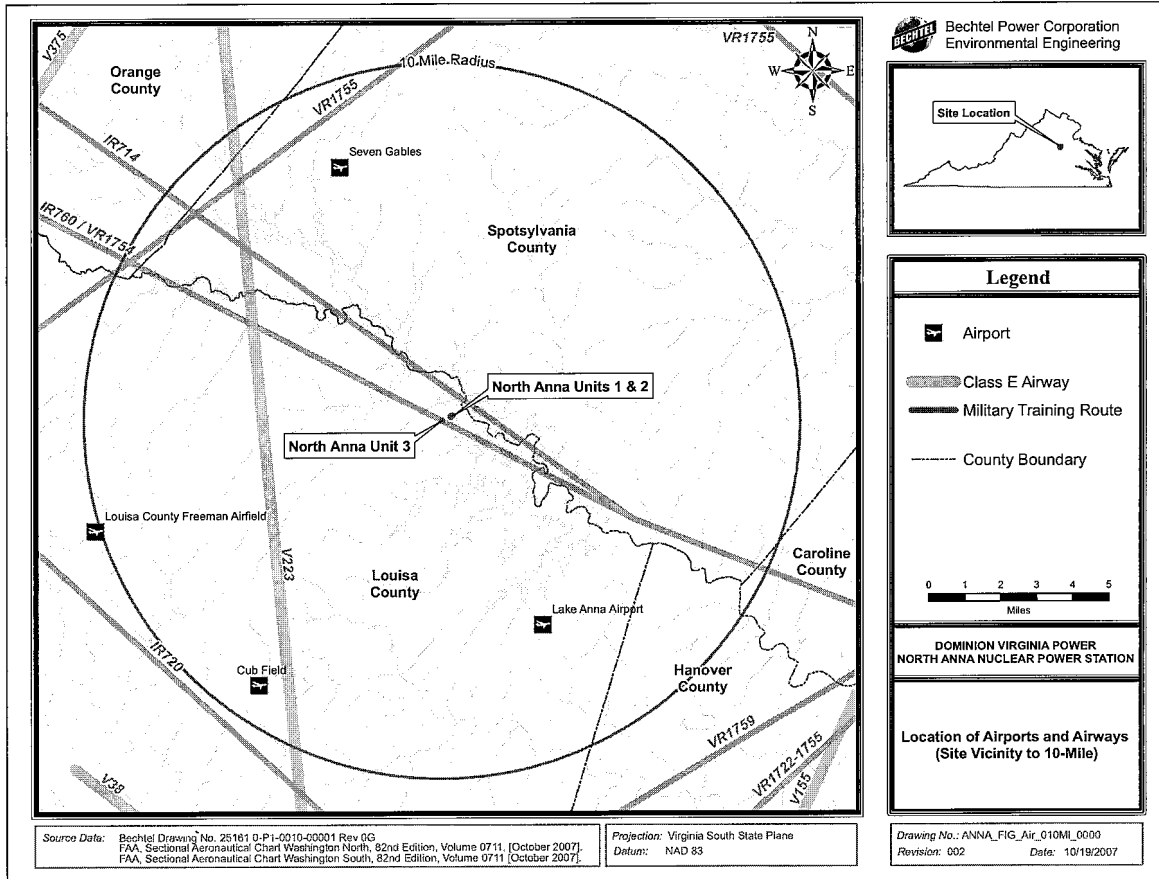 V375
Orange
County
10-Mile-Radius
VR1755
VR1755
N
W
E
S
IR714
Seven Gables
IR760 / VR1754
Spotsylvania
County
North Anna Units 1 & 2
North Anna Unit 3
Louisa County Freeman Airfield
V223
Louisa
County
Caroline
County
Lake Anna Airport
IR720
Cub Field
Hanover
County
VR1759
VR1722-1755
V155
V38
BECHTEL
Bechtel Power Corporation
Environmental Engineering
Site Location
Legend
Airport
Class E Airway
Military Training Route
County Boundary
0 1 2 3 4 5
Miles
DOMINION VIRGINIA POWER
NORTH ANNA NUCLEAR POWER STATION
Location of Airports and Airways
(Site Vicinity to 10-Mile)
Source Data: Bechtel Drawing No. 25161 0-P1-0010-00001 Rev 0G
FAA, Sectional Aeronautical Chart Washington North, 82nd Edition, Volume 0711, [October 2007].
FAA, Sectional Aeronautical Chart Washington South, 82nd Edition, Volume 0711, [October 2007].
Projection: Virginia South State Plane
Datum: NAD 83
Drawing No.: ANNA_FIG_Air_010MI_0000
Revision: 002 Date: 10/19/2007